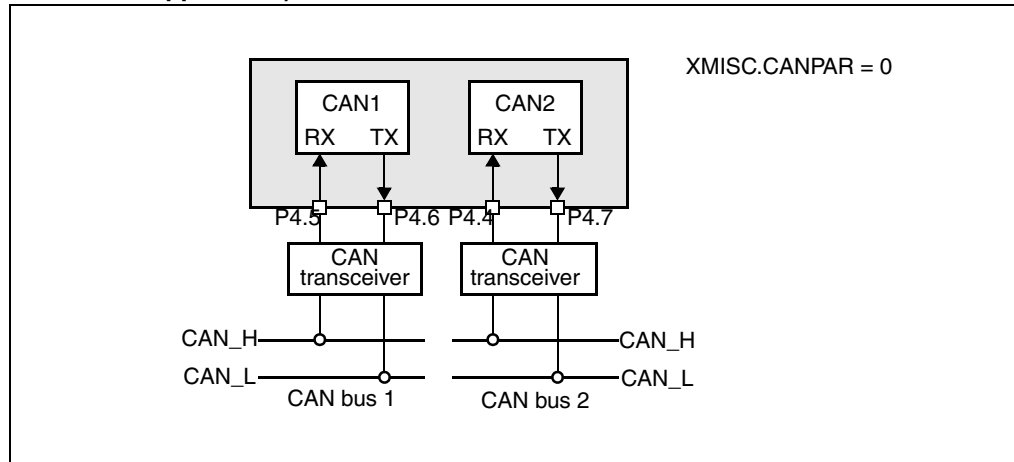 XMISC.CANPAR = 0
CAN1
CAN2
RX TX
RX TX
P4.5
P4.6
P4.4
P4.7
CAN
transceiver
CAN
transceiver
CAN_H
CAN_H
CAN_L
CAN_L
CAN bus 1
CAN bus 2